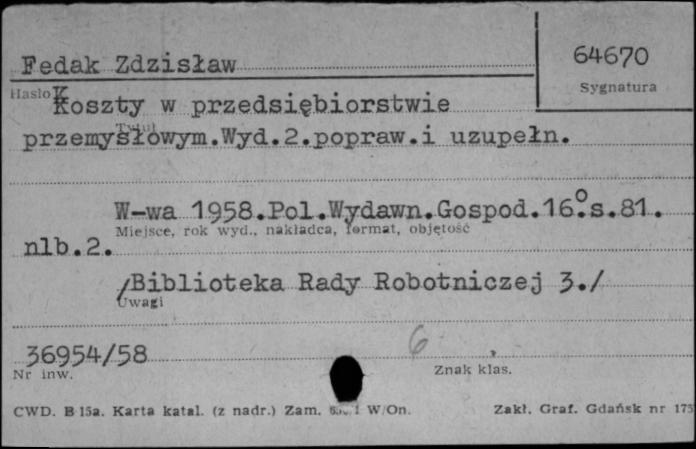 Fedak Zdzisław
64670
Hasło
Sygnatura
Koszty w przedsiębiorstwie
przemysłowym.Wyd.2.popraw.i uzupełn.
Tytuł
W-wa 1958.Pol.Wydawn.Gospod.16°.s.81.
Miejsce, rok wyd., nakładca, format, objętość
nlb.2.
/Biblioteka Rady Robotniczej 3./
Uwagi
36954/58
6
Nr inw.
Znak klas.
CWD. B 15a. Karta katal. (z nadr.) Zam. W/On.
Zakł. Graf. Gdańsk nr